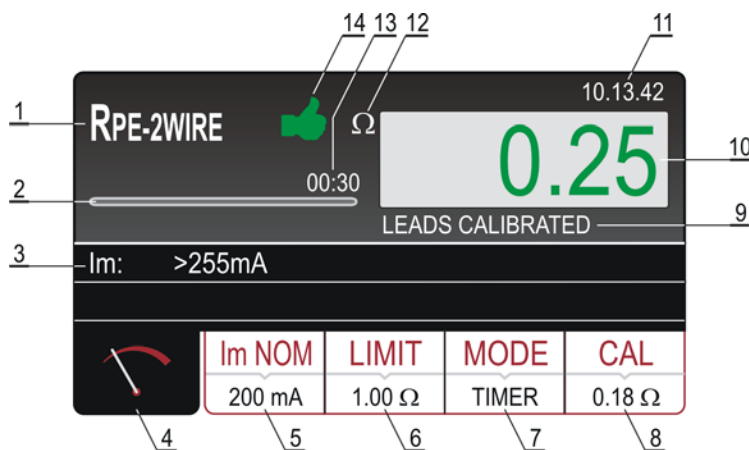 14 13 12 11
10.13.42
1 RPE-2WIRE Ω 0.25 10
00:30
2
LEADS CALIBRATED 9
3 Im: >255mA
Im NOM LIMIT MODE CAL
200 mA 1.00 Ω TIMER 0.18 Ω
4 5 6 7 8